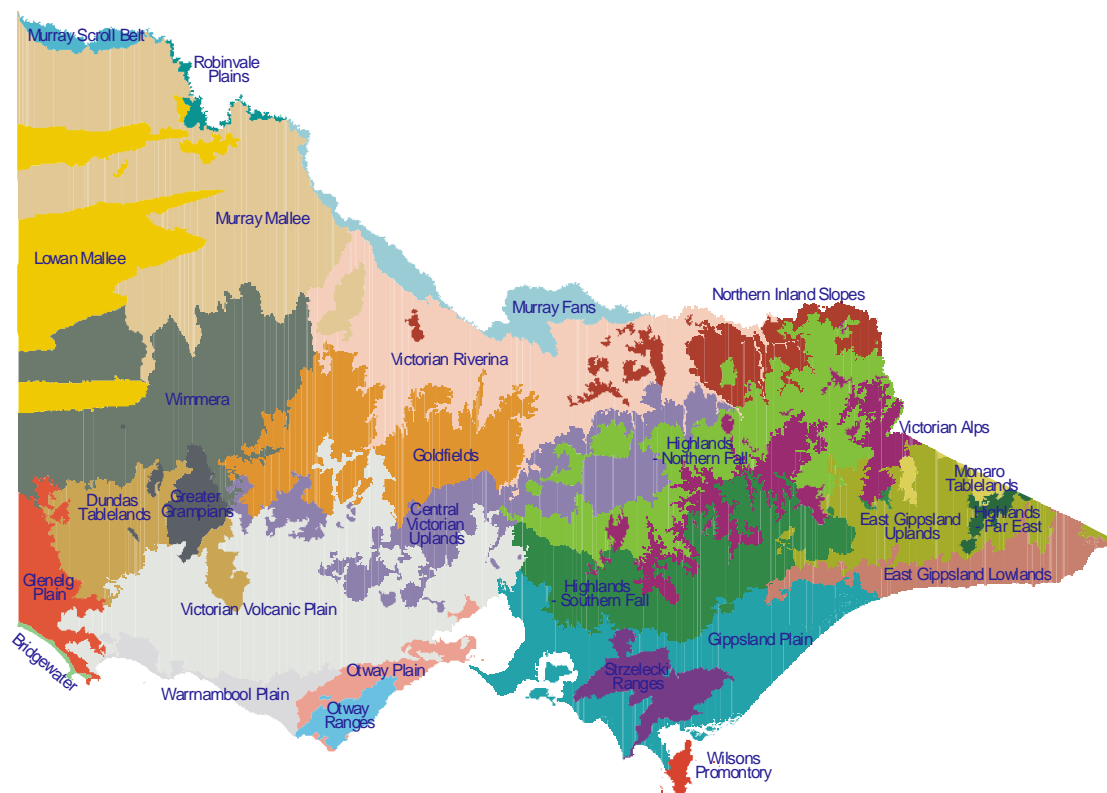 Murray Scroll Belt
Robinvale
Plains
Murray Mallee
Lowan Mallee
Murray Fans
Northern Inland Slopes
Victorian Riverina
Wimmera
Goldfields
Highlands
- Northern Fall
Victorian Alps
Monaro
Tablelands
Dundas
Tablelands
Greater
Grampians
Central
Victorian
Uplands
East Gippsland
Uplands
Highlands
Far East
Glenelg
Plain
Victorian Volcanic Plain
Highlands
- Southern Fall
East Gippsland Lowlands
Bridgewater
Gippsland Plain
Otway Plain
Warrnambool Plain
Strzelecki
Ranges
Otway
Ranges
Wilsons
Promontory